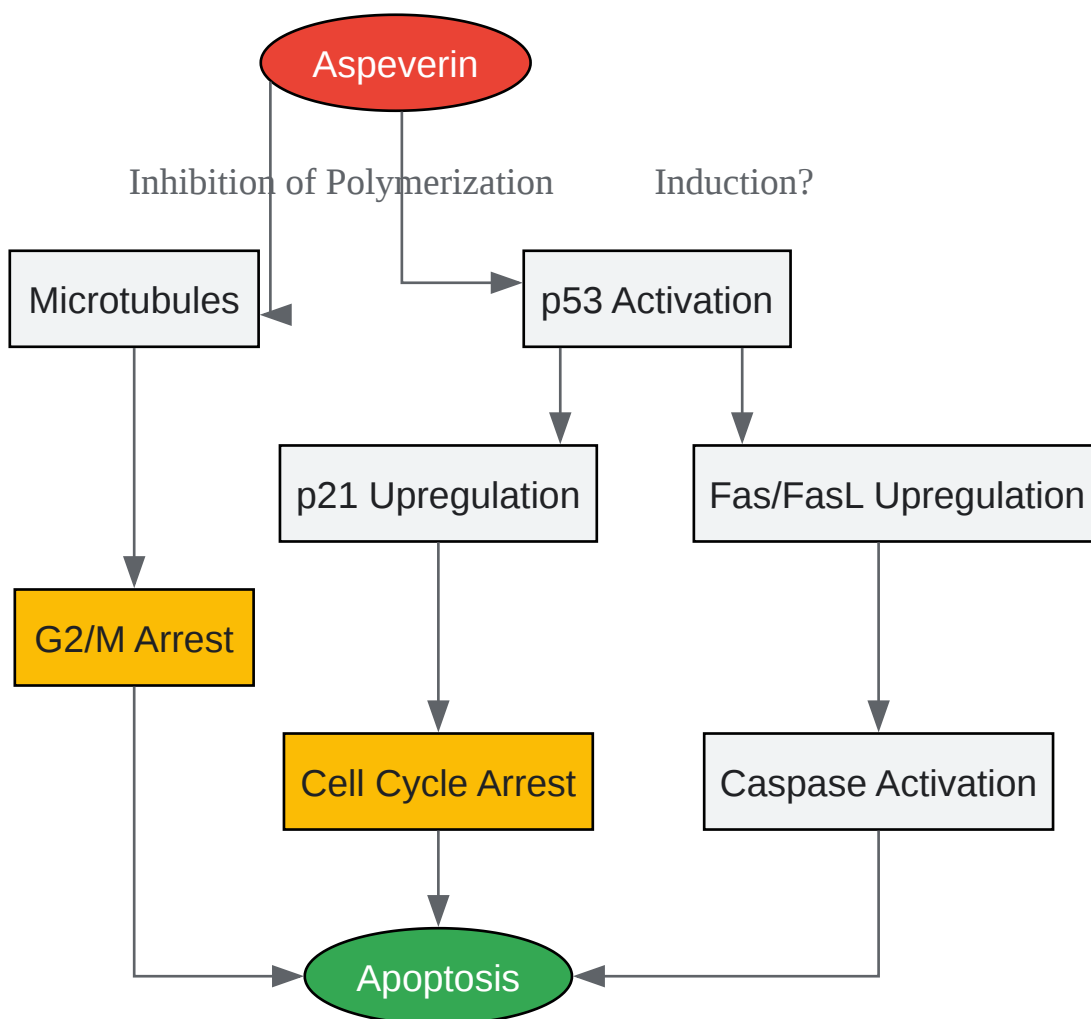 Aspeverin
Inhibition of Polymerization
Induction?
Microtubules
p53 Activation
p21 Upregulation
Fas/FasL Upregulation
G2/M Arrest
Cell Cycle Arrest
Caspase Activation
Apoptosis